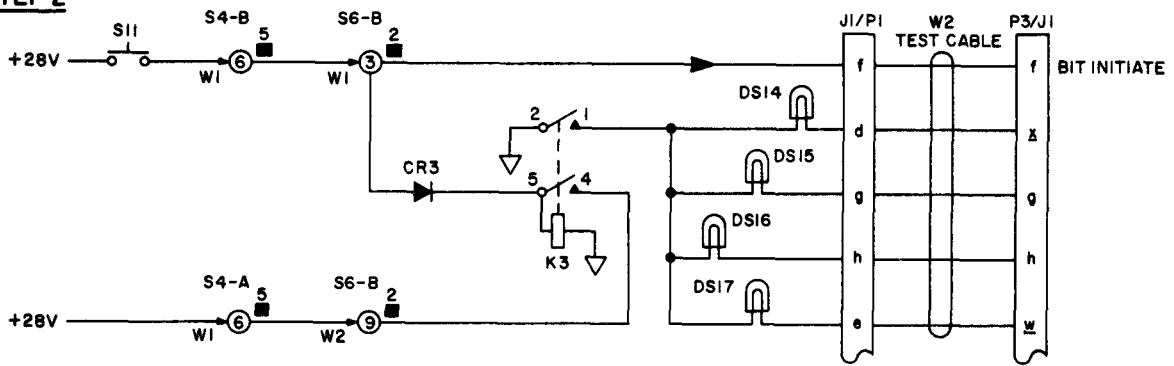 S4-B S6-B J1/P1 W2 P3/J1
S11 5 2 TEST CABLE
+28V 6 3 f f BIT INITIATE
W1 W1
DS14
2 1 d x
CR3 DS15
5 4 g g
DS16
K3 h h
S4-A S6-B DS17
5 2
+28V 6 9 e w
W1 W2